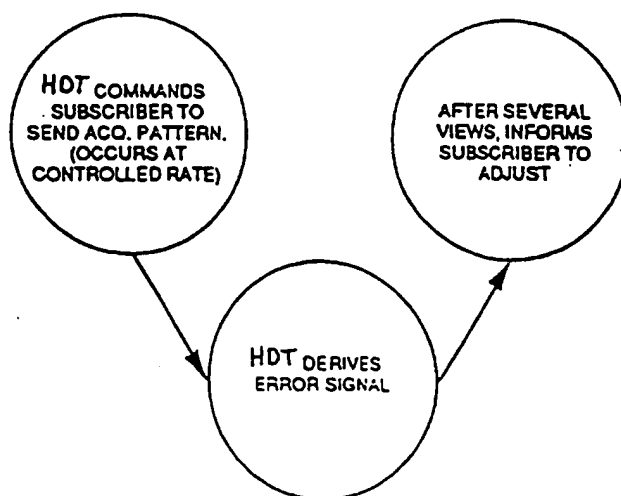 HDT COMMANDS
SUBSCRIBER TO
SEND ACQ. PATTERN.
(OCCURS AT
CONTROLLED RATE)
AFTER SEVERAL
VIEWS, INFORMS
SUBSCRIBER TO
ADJUST
HDT DERIVES
ERROR SIGNAL